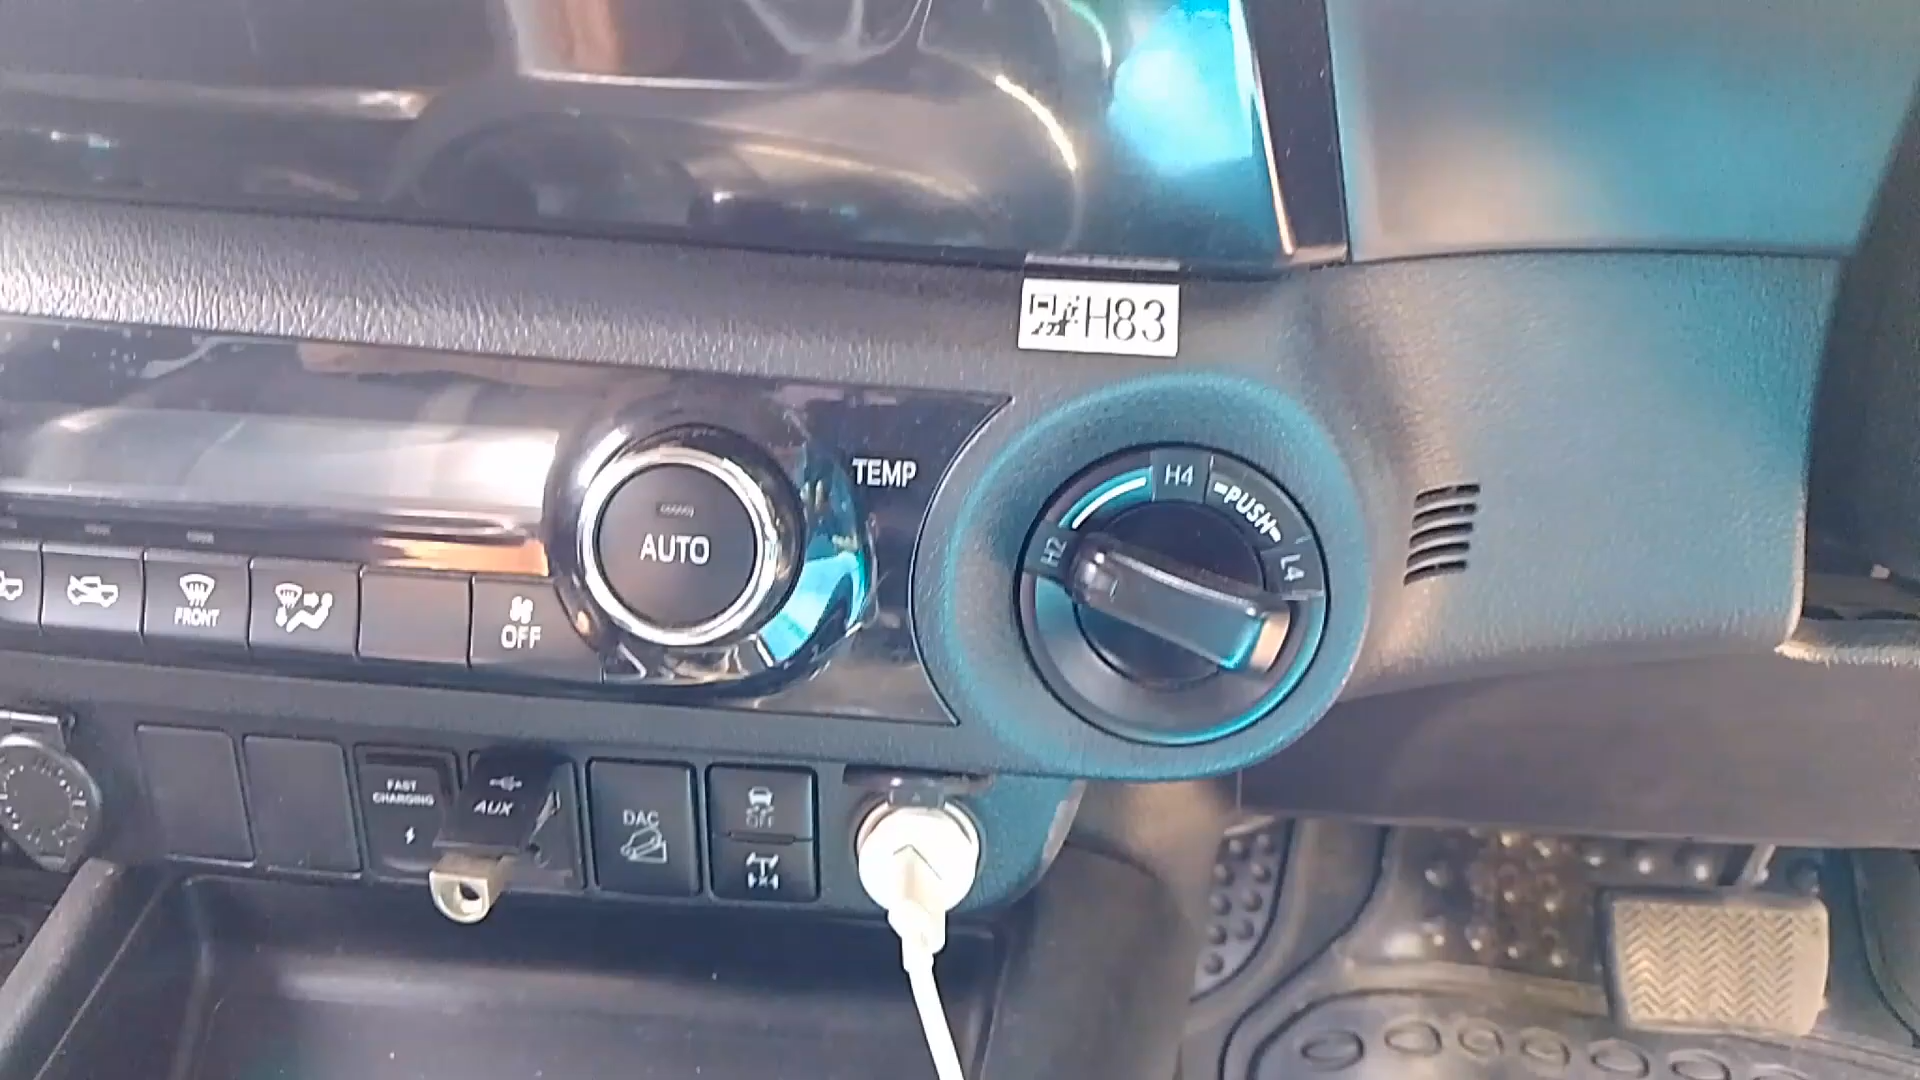 H83
TEMP
AUTO
H4
-PUSH-
H2
L4
FRONT
OFF
FAST
CHARGING
AUX
DAC
OFF